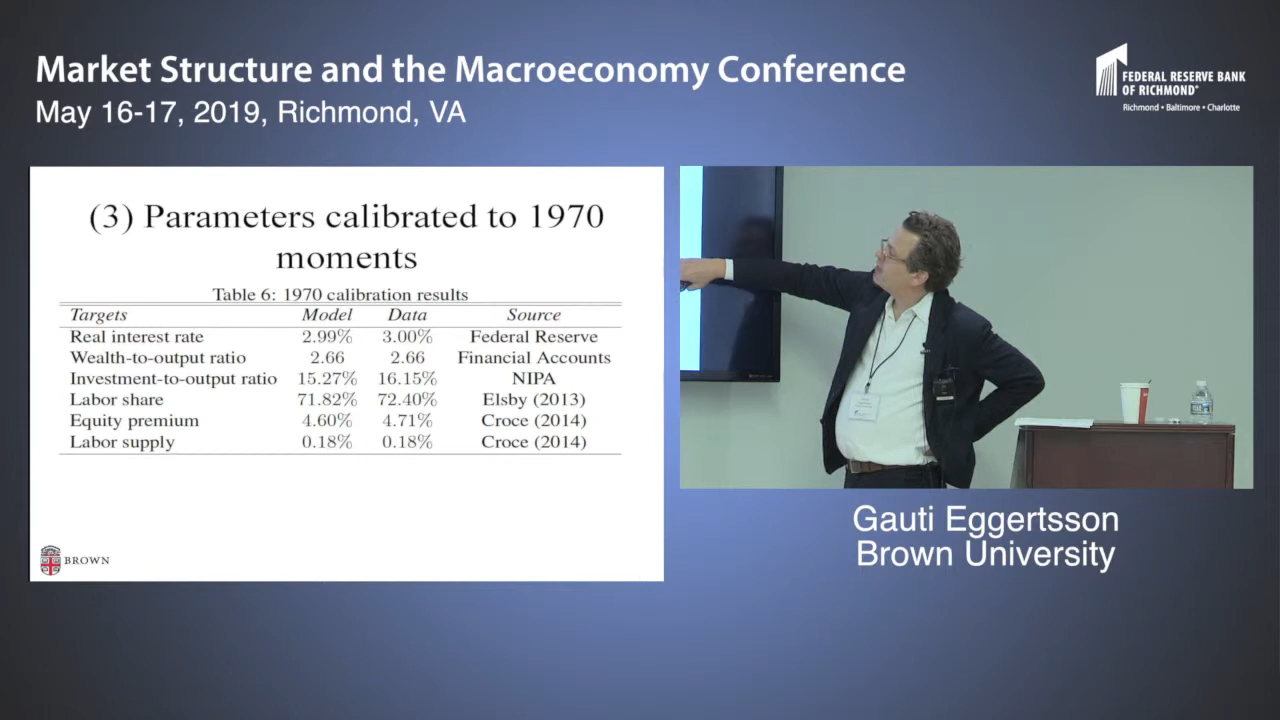 Market Structure and the Macroeconomy Conference
May 16-17, 2019, Richmond, VA
FEDERAL RESERVE BANK
OF RICHMOND®
Richmond • Baltimore • Charlotte
(3) Parameters calibrated to 1970
moments
Table 6: 1970 calibration results
Targets Model Data Source
Real interest rate 2.99% 3.00% Federal Reserve
Wealth-to-output ratio 2.66 2.66 Financial Accounts
Investment-to-output ratio 15.27% 16.15% NIPA
Labor share 71.82% 72.40% Elsby (2013)
Equity premium 4.60% 4.71% Croce (2014)
Labor supply 0.18% 0.18% Croce (2014)
BROWN
Gauti Eggertsson
Brown University